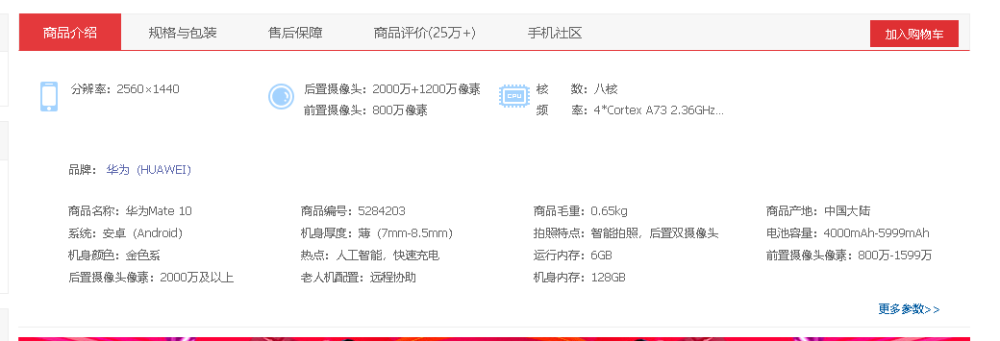 商品介绍 规格与包装 售后保障 商品评价(25万+) 手机社区 加入购物车
分辨率：2560×1440 后置摄像头：2000万+1200万像素 核 数：八核
前置摄像头：800万像素 频 率：4*Cortex A73 2.36GHz...
CPU
品牌： 华为（HUAWEI）
商品名称：华为Mate 10 商品编号：5284203 商品毛重：0.65kg 商品产地：中国大陆
系统：安卓（Android） 机身厚度：薄（7mm-8.5mm） 拍照特点：智能拍照，后置双摄像头 电池容量：4000mAh-5999mAh
机身颜色：金色系 热点：人工智能，快速充电 运行内存：6GB 前置摄像头像素：800万-1599万
后置摄像头像素：2000万及以上 老人机配置：远程协助 机身内存：128GB
更多参数>>